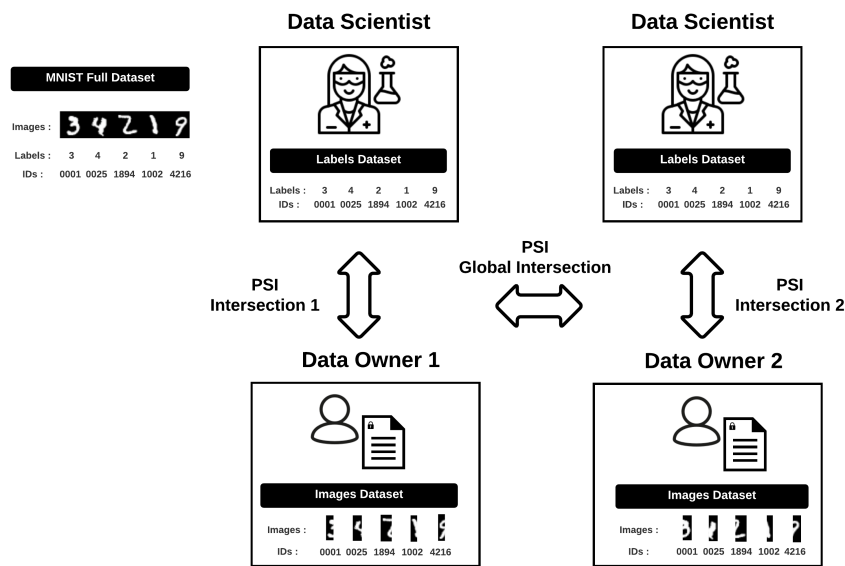 Data Scientist
Data Scientist
MNIST Full Dataset
Images :
Labels : 3 4 2 1 9
IDs : 0001 0025 1894 1002 4216
Labels Dataset
Labels : 3 4 2 1 9
IDs : 0001 0025 1894 1002 4216
Labels Dataset
Labels : 3 4 2 1 9
IDs : 0001 0025 1894 1002 4216
PSI
Intersection 1
PSI
Global Intersection
PSI
Intersection 2
Data Owner 1
Data Owner 2
Images Dataset
Images :
IDs : 0001 0025 1894 1002 4216
Images Dataset
Images :
IDs : 0001 0025 1894 1002 4216